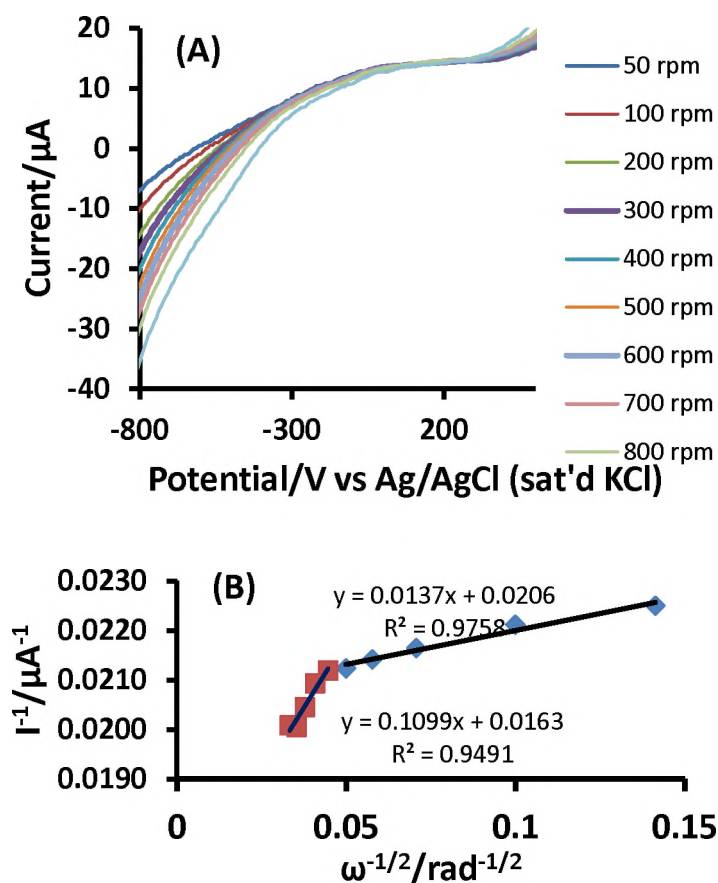 (A)
20
10
0
-10
-20
-30
-40
Current/µA
-800
-300
200
Potential/V vs Ag/AgCl (sat'd KCl)
50 rpm
100 rpm
200 rpm
300 rpm
400 rpm
500 rpm
600 rpm
700 rpm
800 rpm
(B)
0.0230
0.0220
0.0210
0.0200
0.0190
I⁻¹/µA⁻¹
y = 0.0137x + 0.0206
R² = 0.9758
y = 0.1099x + 0.0163
R² = 0.9491
0
0.05
0.1
0.15
ω⁻¹/²/rad⁻¹/²